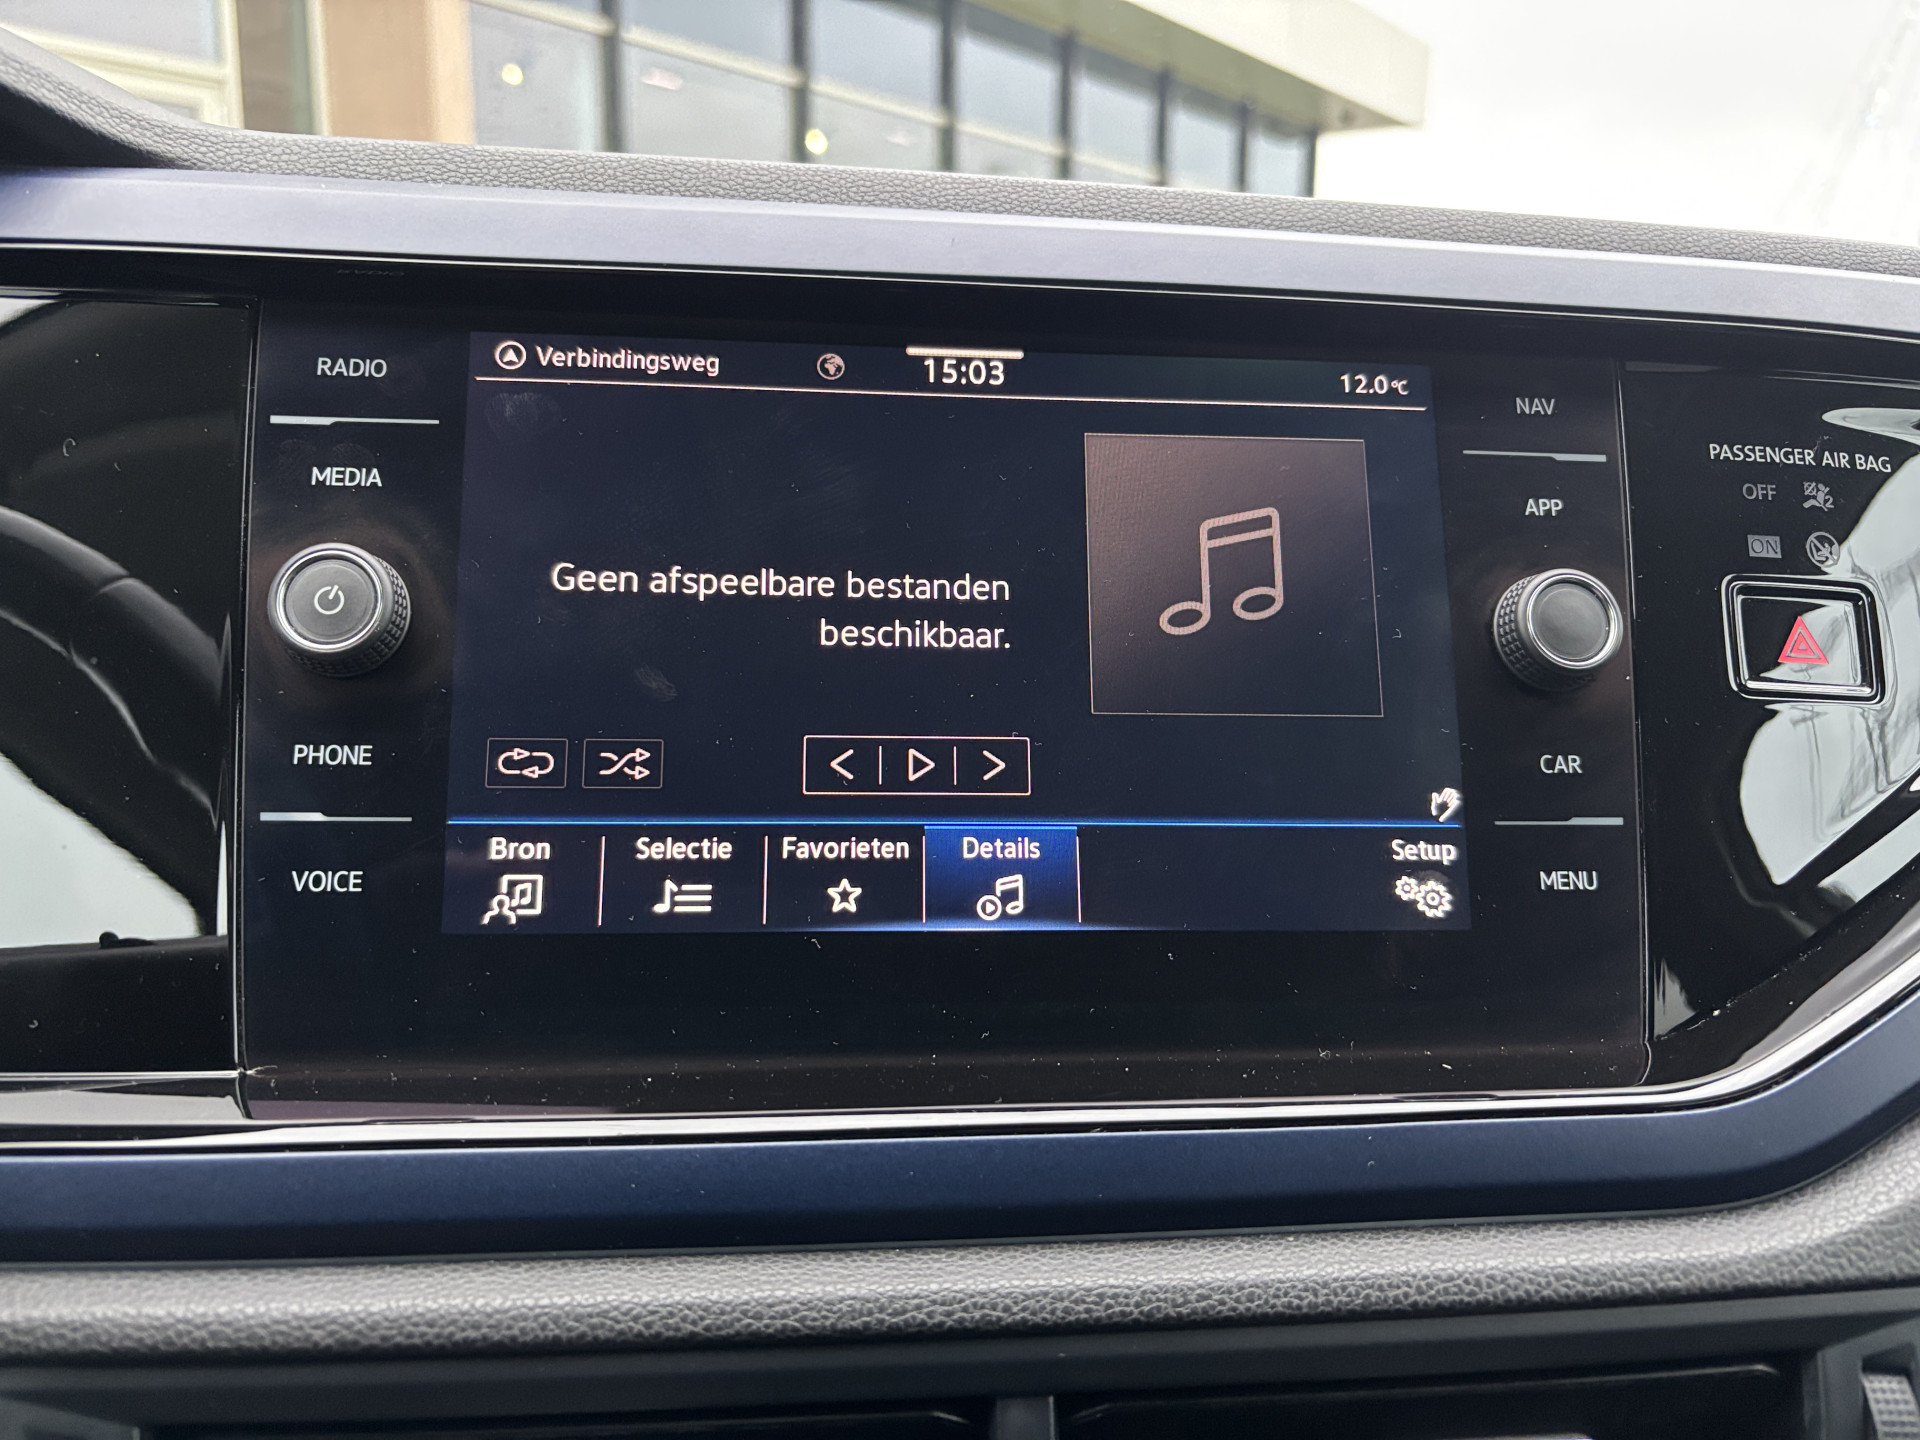 RADIO
MEDIA
PHONE
VOICE
Verbindingsweg
15:03
12.0°C
Geen afspeelbare bestanden
beschikbaar.
Bron
Selectie
Favorieten
Details
Setup
NAV
APP
CAR
MENU
PASSENGER AIR BAG
OFF
ON